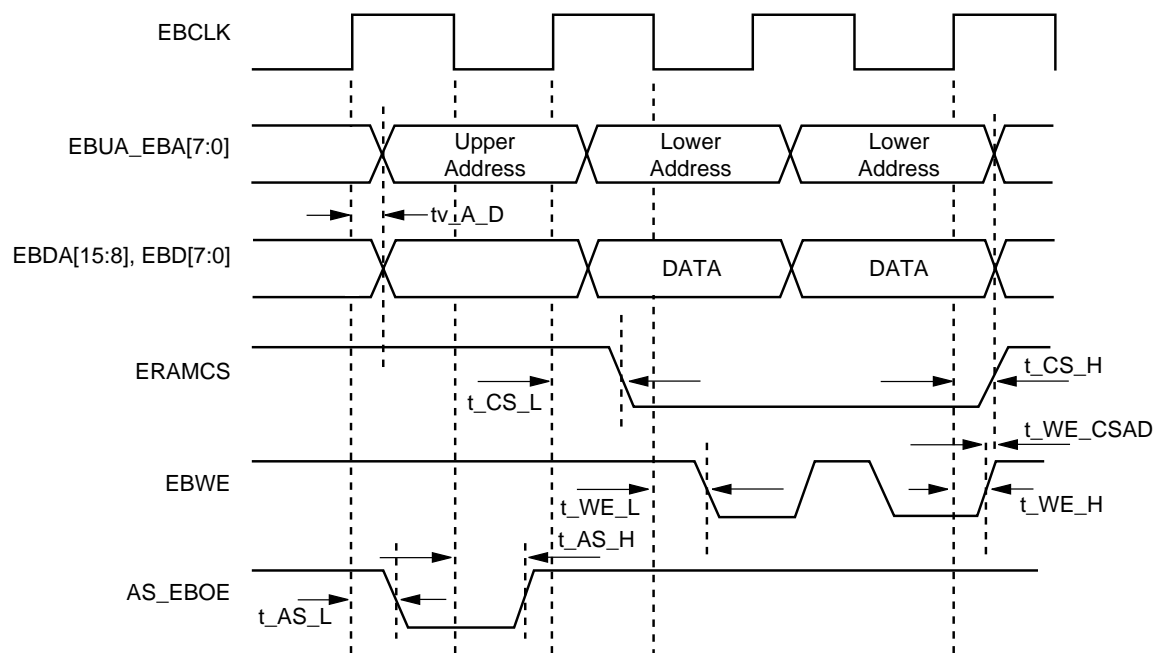 EBCLK
EBUA_EBA[7:0]
Upper
Address
Lower
Address
Lower
Address
tv_A_D
EBDA[15:8], EBD[7:0]
DATA
DATA
ERAMCS
t_CS_L
t_CS_H
t_WE_CSAD
EBWE
t_WE_L
t_WE_H
t_AS_H
AS_EBOE
t_AS_L